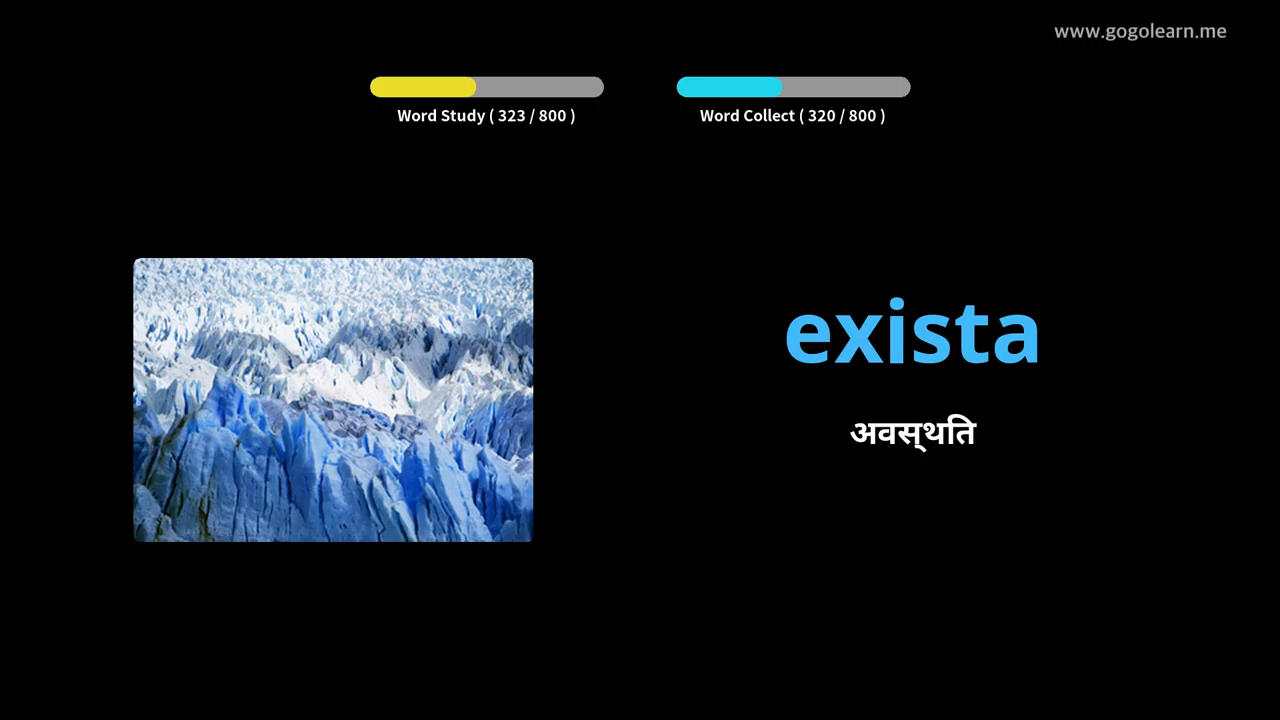 www.gogolearn.me
Word Study ( 323 / 800 )
Word Collect ( 320 / 800 )
exista
अवस्थति